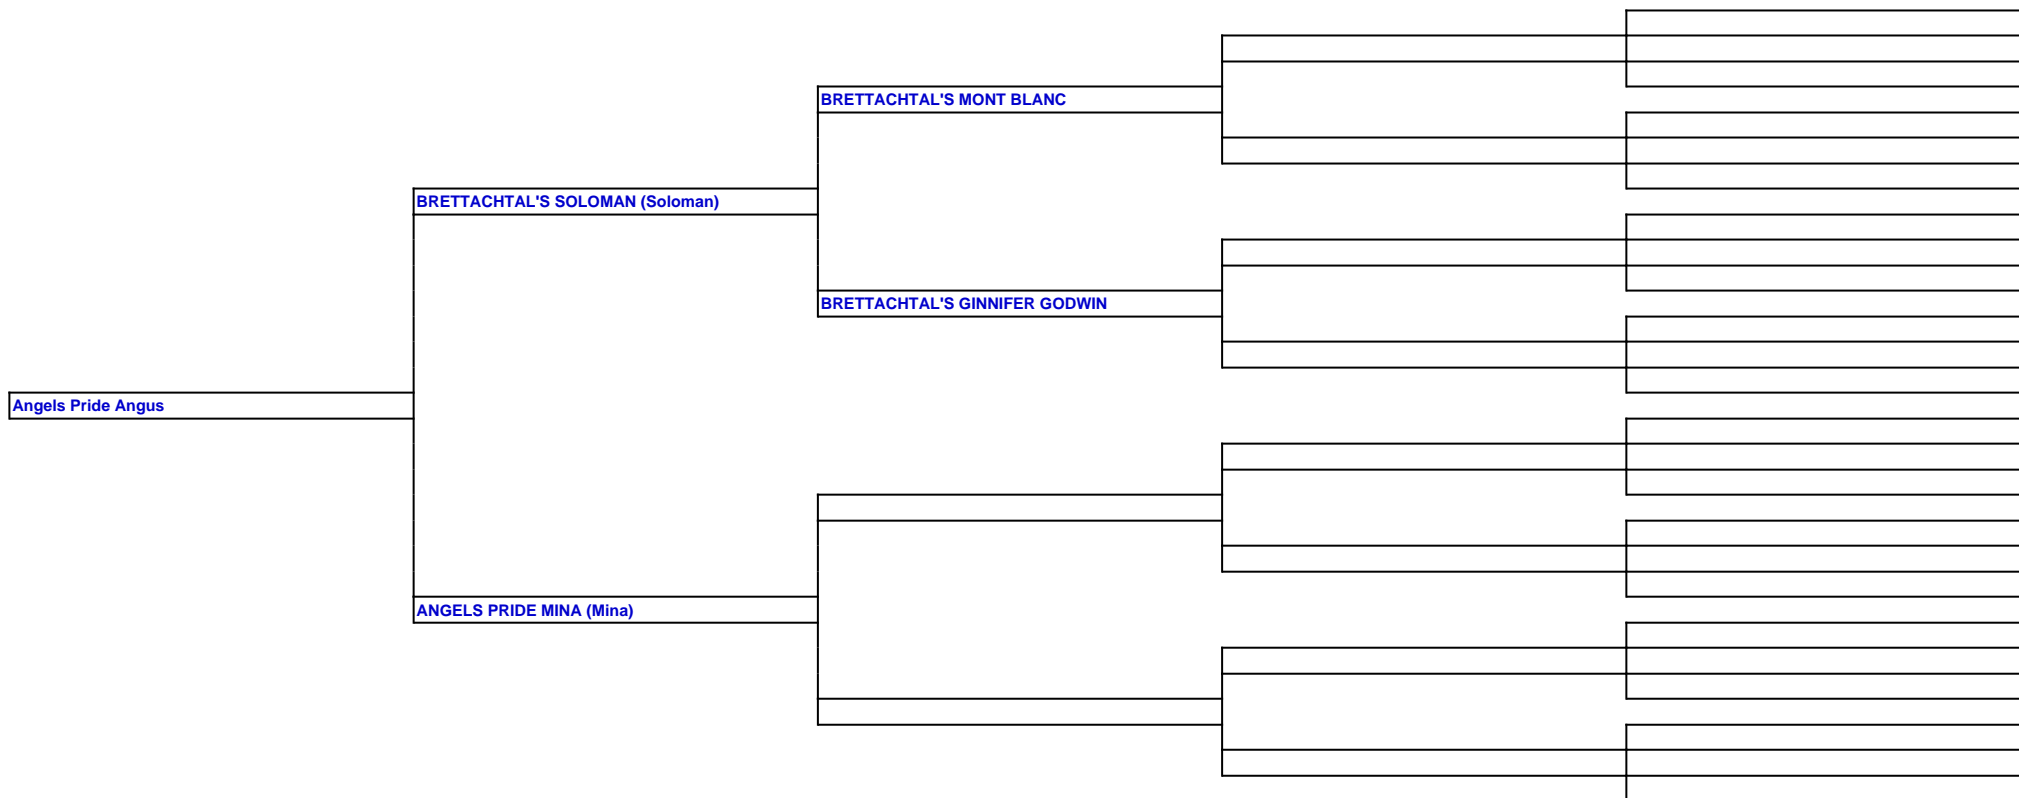 BRETTACHTAL'S MONT BLANC
BRETTACHTAL'S SOLOMAN (Soloman)
BRETTACHTAL'S GINNIFER GODWIN
Angels Pride Angus
ANGELS PRIDE MINA (Mina)